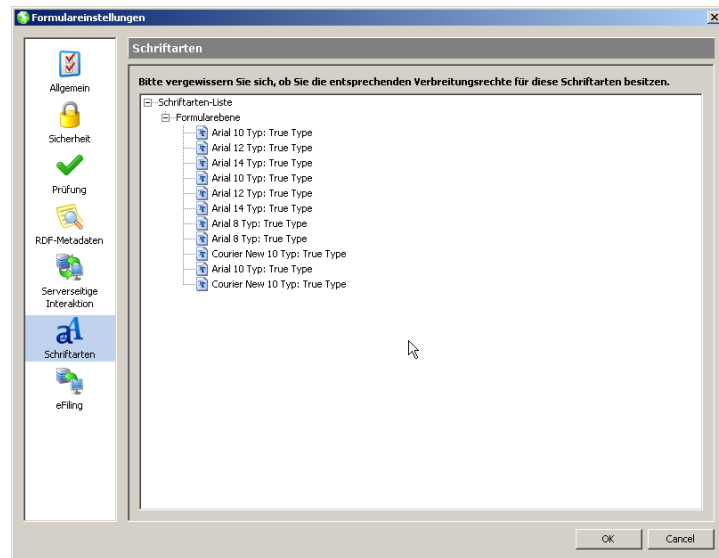 Formulareinstellungen
Allgemein
Sicherheit
Prüfung
RDF-Metadaten
Serverseitige
Interaktion
Schriftarten
eFiling
Schriftarten
Bitte vergewissern Sie sich, ob Sie die entsprechenden Verbreitungsrechte für diese Schriftarten besitzen.
Schriftarten-Liste
Formularebene
Arial 10 Typ: True Type
Arial 12 Typ: True Type
Arial 14 Typ: True Type
Arial 10 Typ: True Type
Arial 12 Typ: True Type
Arial 14 Typ: True Type
Arial 8 Typ: True Type
Arial 8 Typ: True Type
Courier New 10 Typ: True Type
Arial 10 Typ: True Type
Courier New 10 Typ: True Type
OK
Cancel